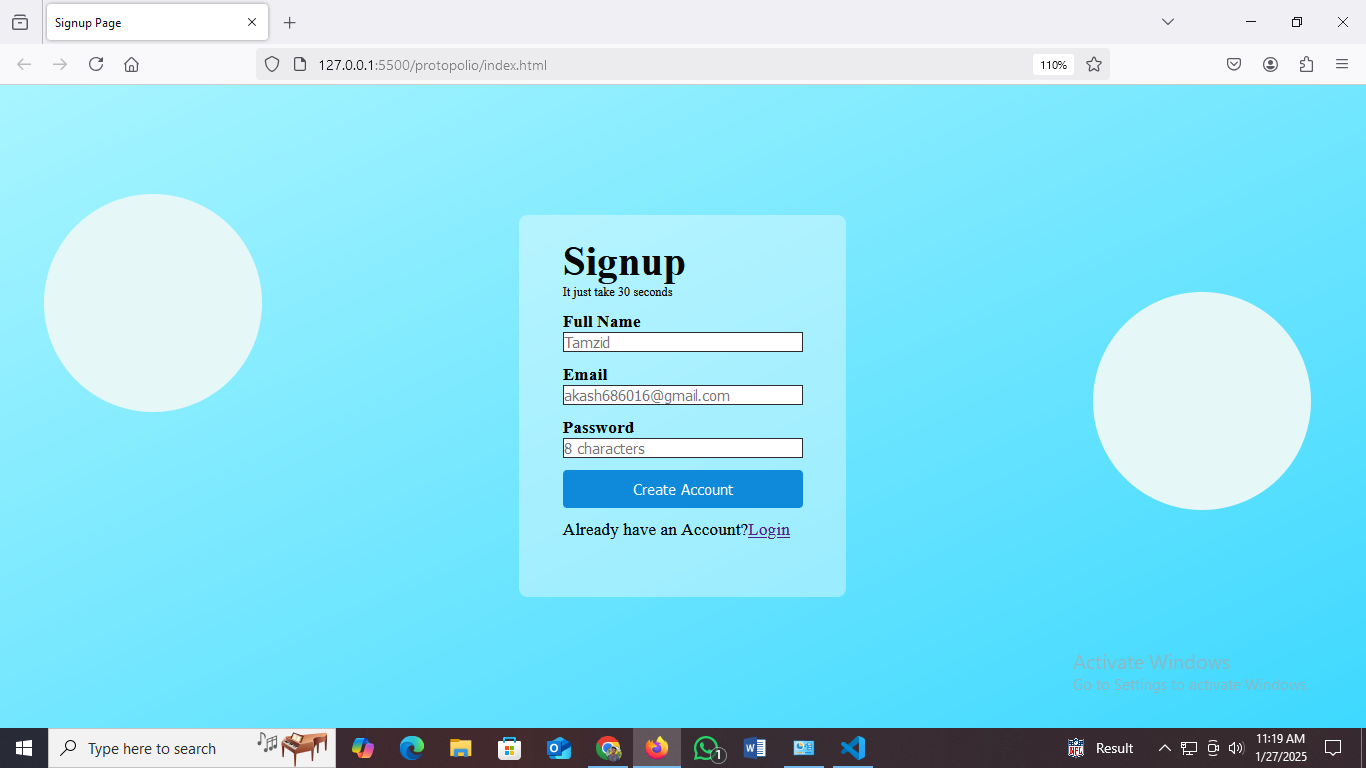 Signup Page
127.0.0.1:5500/protopolio/index.html
110%
Signup
It just take 30 seconds
Full Name
Tamzid
Email
akash686016@gmail.com
Password
8 characters
Create Account
Already have an Account?Login
Activate Windows
Go to Settings to activate Windows.
Type here to search
1
Result
11:19 AM
1/27/2025